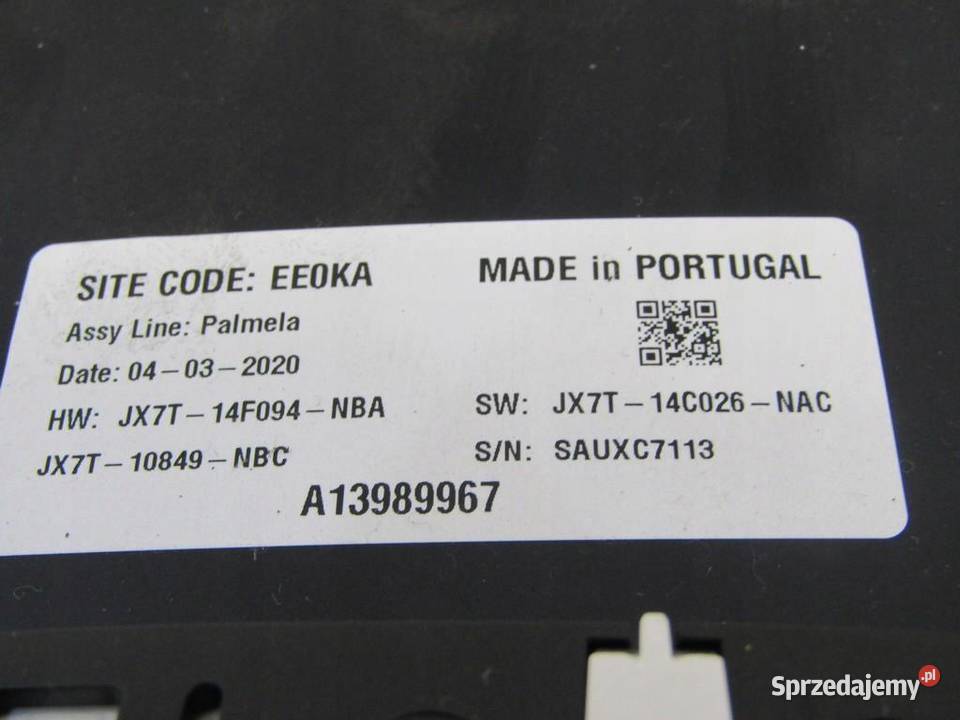 SITE CODE: EE0KA
MADE in PORTUGAL
Assy Line: Palmela
Date: 04-03-2020
HW: JX7T-14F094-NBA
SW: JX7T-14C026-NAC
JX7T-10849-NBC
S/N: SAUXC7113
A13989967
Sprzedajemy.pl